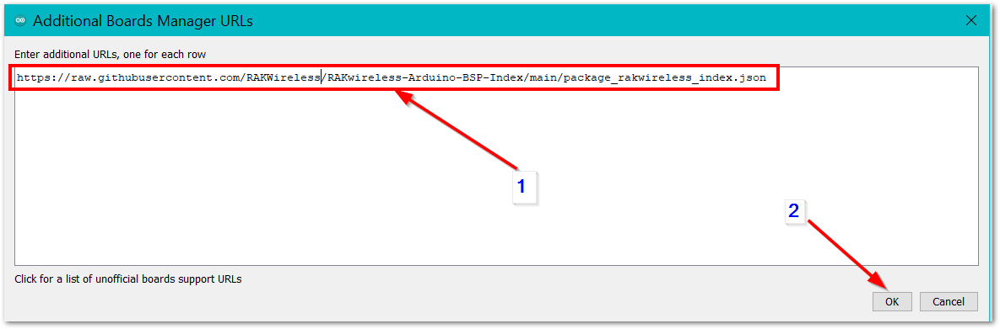 Additional Boards Manager URLs
Enter additional URLs, one for each row
https://raw.githubusercontent.com/RAKWireless/RAKwireless-Arduino-BSP-Index/main/package_rakwireless_index.json
1
2
Click for a list of unofficial boards support URLs
OK Cancel